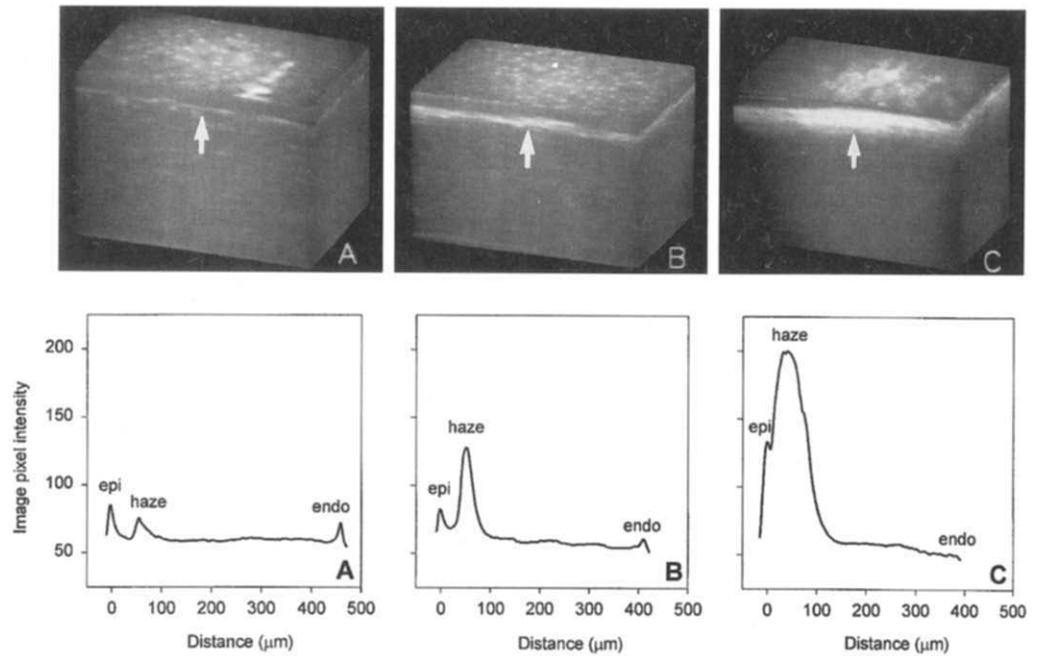 A
B
C
200
150
100
50
Image pixel intensity
epi
haze
endo
A
0 100 200 300 400 500
Distance (μm)
epi
haze
endo
B
0 100 200 300 400 500
Distance (μm)
epi
haze
endo
C
0 100 200 300 400 500
Distance (μm)